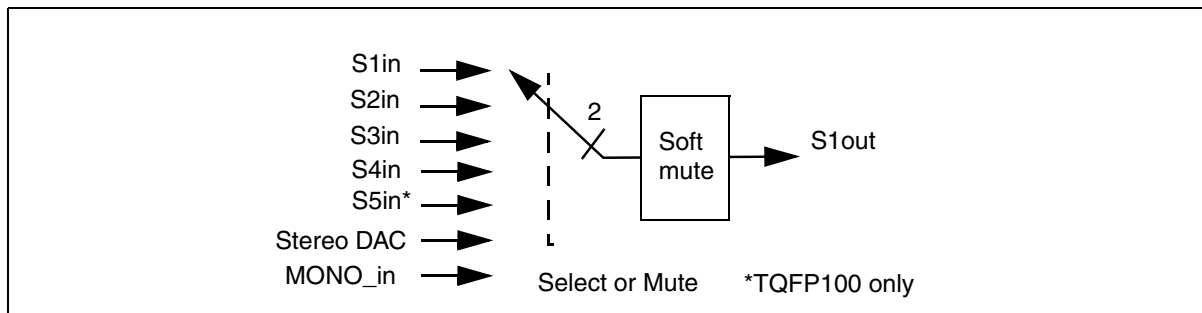 S1in
S2in
S3in
S4in
S5in*
Stereo DAC
MONO_in
2
Soft
mute
S1out
Select or Mute
*TQFP100 only